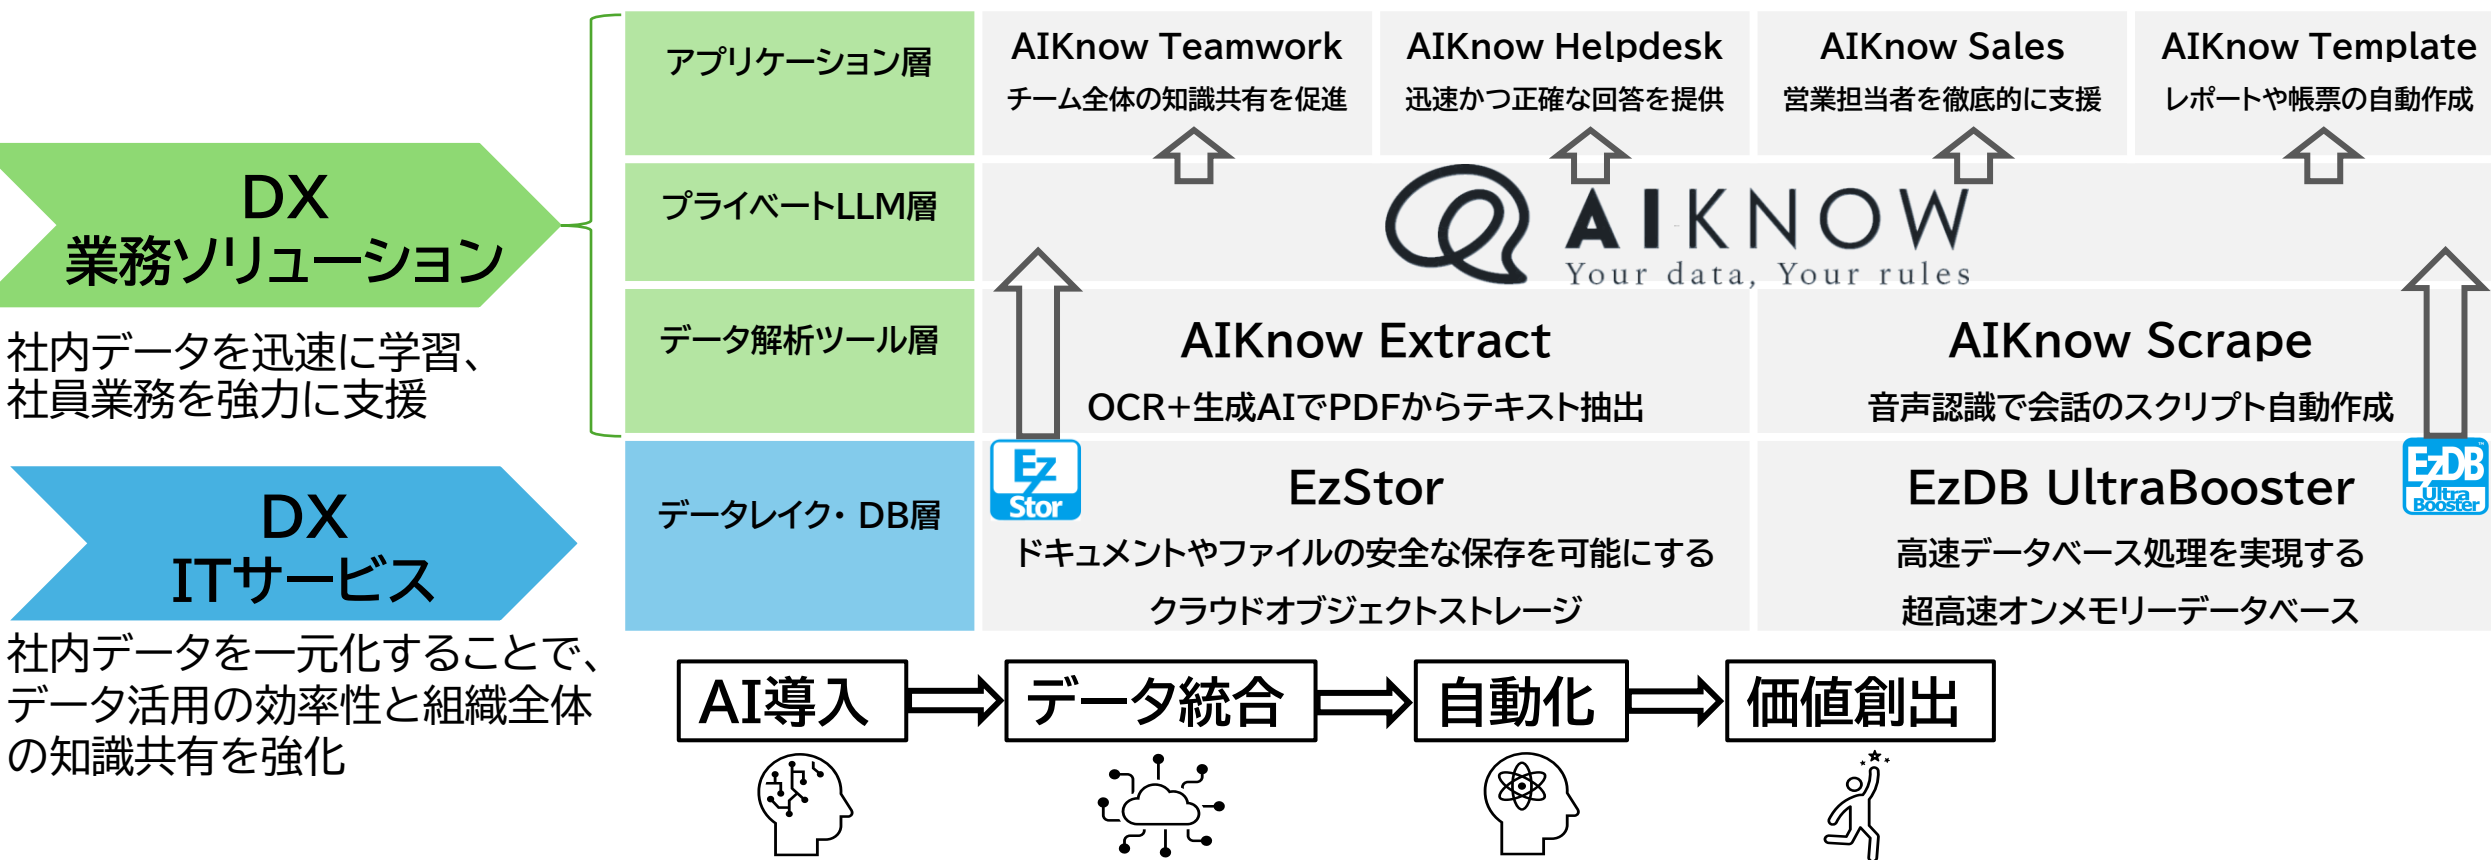 DX
業務ソリューション
社内データを迅速に学習、
社員業務を強力に支援
DX
ITサービス
社内データを一元化することで、
データ活用の効率性と組織全体
の知識共有を強化
アプリケーション層
AIKnow Teamwork
チーム全体の知識共有を促進
AIKnow Helpdesk
迅速かつ正確な回答を提供
AIKnow Sales
営業担当者を徹底的に支援
AIKnow Template
レポートや帳票の自動作成
プライベートLLM層
AIKNOW
Your data, Your rules
データ解析ツール層
AIKnow Extract
OCR+生成AIでPDFからテキスト抽出
AIKnow Scrape
音声認識で会話のスクリプト自動作成
データレイク・DB層
Ez
Stor
EzStor
ドキュメントやファイルの安全な保存を可能にする
クラウドオブジェクトストレージ
EzDB UltraBooster
高速データベース処理を実現する
超高速オンメモリーデータベース
EzDB™
Ultra
Booster
AI導入
データ統合
自動化
価値創出